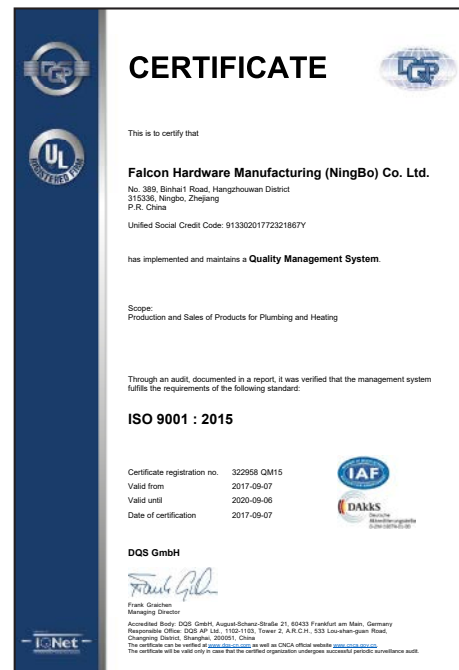 DQS
CERTIFICATE
DQS
UL
REGISTERED FIRM
This is to certify that
Falcon Hardware Manufacturing (NingBo) Co. Ltd.
No. 389, Binhai1 Road, Hangzhouwan District
315336, Ningbo, Zhejiang
P.R. China
Unified Social Credit Code: 91330201772321867Y
has implemented and maintains a Quality Management System.
Scope:
Production and Sales of Products for Plumbing and Heating
Through an audit, documented in a report, it was verified that the management system
fulfills the requirements of the following standard:
ISO 9001 : 2015
Certificate registration no. 322958 QM15
Valid from 2017-09-07
Valid until 2020-09-06
Date of certification 2017-09-07
IAF
DAkkS
Deutsche
Akkreditierungsstelle
DQS GmbH
Frank Graichen
Managing Director
Accredited Body: DQS GmbH, August-Schanz-Straße 21, 60433 Frankfurt am Main, Germany
Responsible Office: DQS AP Ltd., 1102-1103, Tower 2, A.R.C.H., 533 Lou-shan-guan Road,
Changning District, Shanghai, 200051, China
The certificate can be verified at www.dqs-cn.com as well as CNCA official website www.cnca.gov.cn.
The certificate will be valid only in case that the certified organization undergoes successful periodic surveillance audit.
IQNet